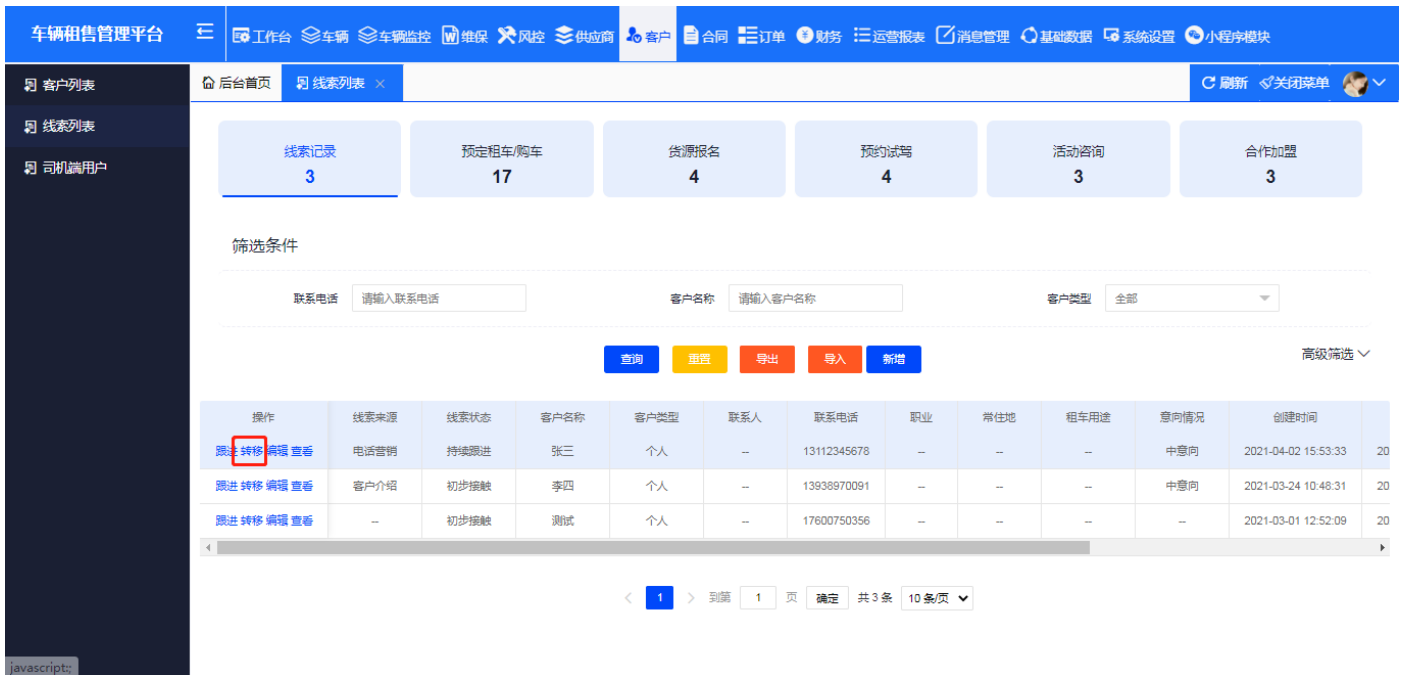 车辆租售管理平台 工作台 车辆 车辆监控 维保 风控 供应商 客户 合同 订单 财务 运营报表 消息管理 基础数据 系统设置 小程序模块
客户列表
线索列表
司机端用户
后台首页 线索列表 × 刷新 关闭菜单
线索记录 预定租车/购车 货源报名 预约试驾 活动咨询 合作加盟
3 17 4 4 3 3
筛选条件
联系电话 请输入联系电话 客户名称 请输入客户名称 客户类型 全部
查询 重置 导出 导入 新增 高级筛选
操作 线索来源 线索状态 客户名称 客户类型 联系人 联系电话 职业 常住地 租车用途 意向情况 创建时间
跟进 转移 编辑 查看 电话营销 持续跟进 张三 个人 -- 13112345678 -- -- -- 中意向 2021-04-02 15:53:33 20
跟进 转移 编辑 查看 客户介绍 初步接触 李四 个人 -- 13938970091 -- -- -- 中意向 2021-03-24 10:48:31 20
跟进 转移 编辑 查看 -- 初步接触 测试 个人 -- 17600750356 -- -- -- -- 2021-03-01 12:52:09 20
< 1 > 到第 1 页 确定 共 3 条 10 条/页
javascript:;